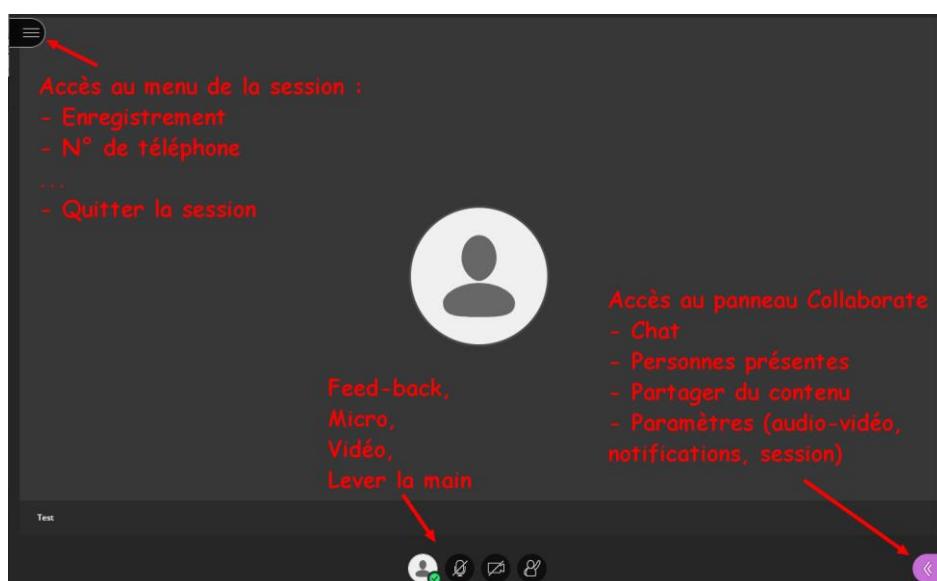 Accès au menu de la session :
- Enregistrement
- N° de téléphone
...
- Quitter la session
Accès au panneau Collaborate
- Chat
- Personnes présentes
- Partager du contenu
- Paramètres (audio-vidéo,
notifications, session)
Feed-back,
Micro,
Vidéo,
Lever la main
Test